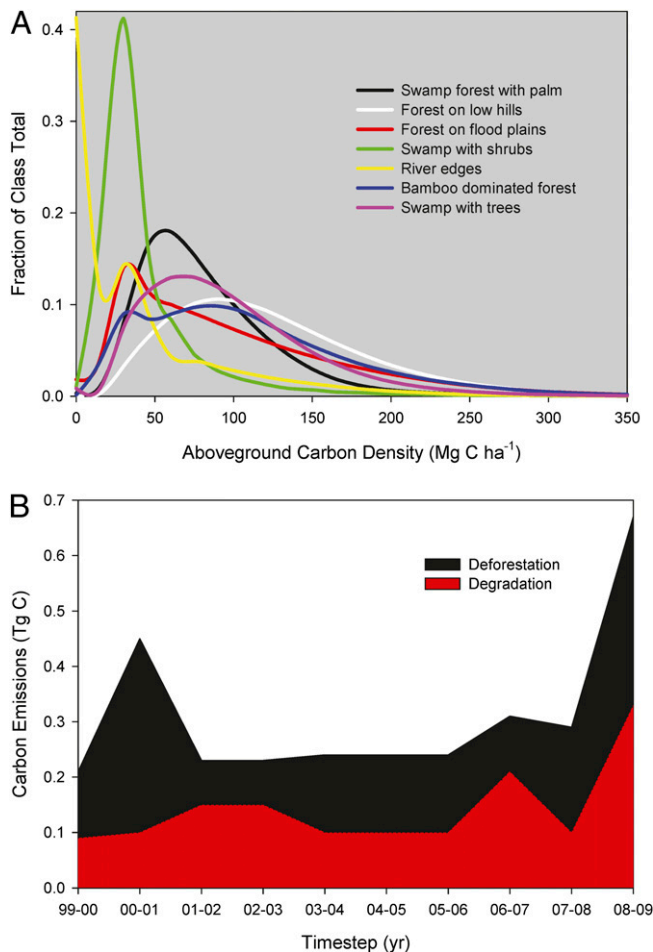 A
0.4
0.3
0.2
0.1
0.0
Fraction of Class Total
Swamp forest with palm
Forest on low hills
Forest on flood plains
Swamp with shrubs
River edges
Bamboo dominated forest
Swamp with trees
0 50 100 150 200 250 300 350
Aboveground Carbon Density (Mg C ha⁻¹)
B
0.7
0.6
0.5
0.4
0.3
0.2
0.1
0.0
Carbon Emissions (Tg C)
Deforestation
Degradation
99-00 00-01 01-02 02-03 03-04 04-05 05-06 06-07 07-08 08-09
Timestep (yr)